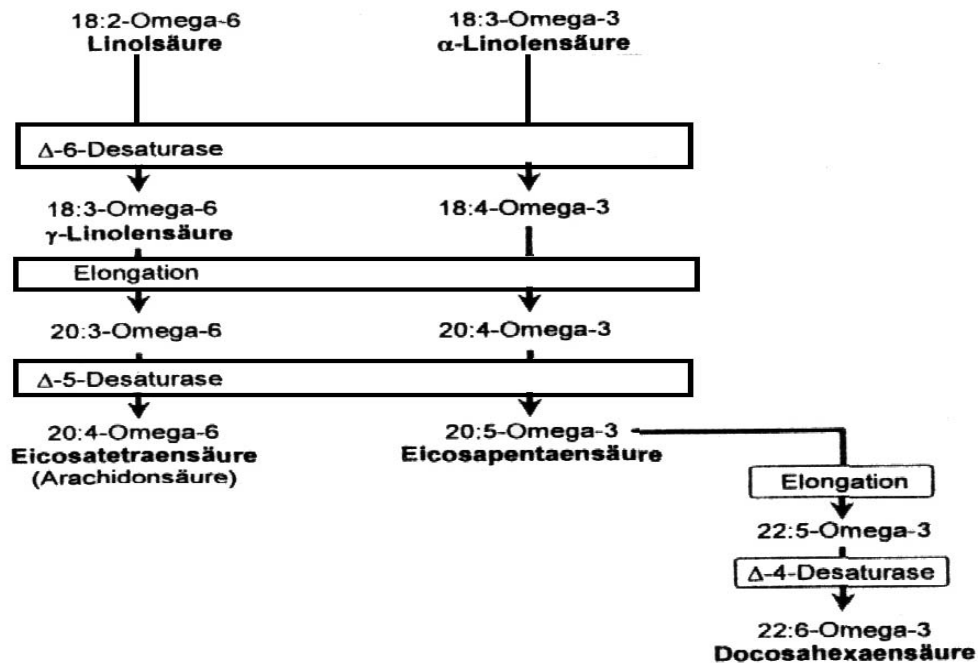 18:2-Omega-6
Linolsäure
18:3-Omega-3
α-Linolensäure
Δ-6-Desaturase
18:3-Omega-6
γ-Linolensäure
18:4-Omega-3
Elongation
20:3-Omega-6
20:4-Omega-3
Δ-5-Desaturase
20:4-Omega-6
Eicosatetraensäure
(Arachidonsäure)
20:5-Omega-3
Eicosapentaensäure
Elongation
22:5-Omega-3
Δ-4-Desaturase
22:6-Omega-3
Docosahexaensäure